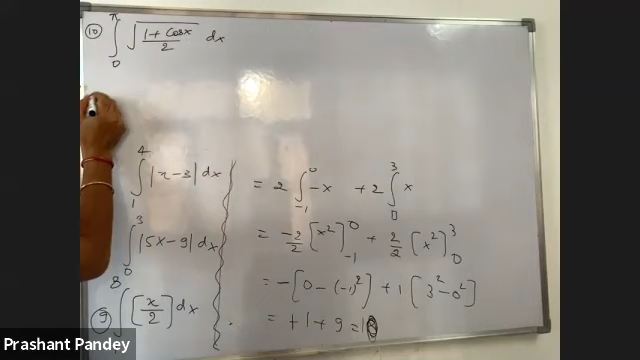 ⑩ ∫₀^π √((1 + Cosx)/2) dx
∫₁⁴ |x-3| dx
∫₀³ |5x-9| dx
⑨ ∫⁸ [x/2] dx
= 2 ∫₋₁⁰ -x + 2 ∫₀³ x
= -2/2 [x²]₋₁⁰ + 2/2 [x²]₀³
= -[0 - (-1)²] + 1 [3² - 0²]
= +1 + 9 = 10
Prashant Pandey